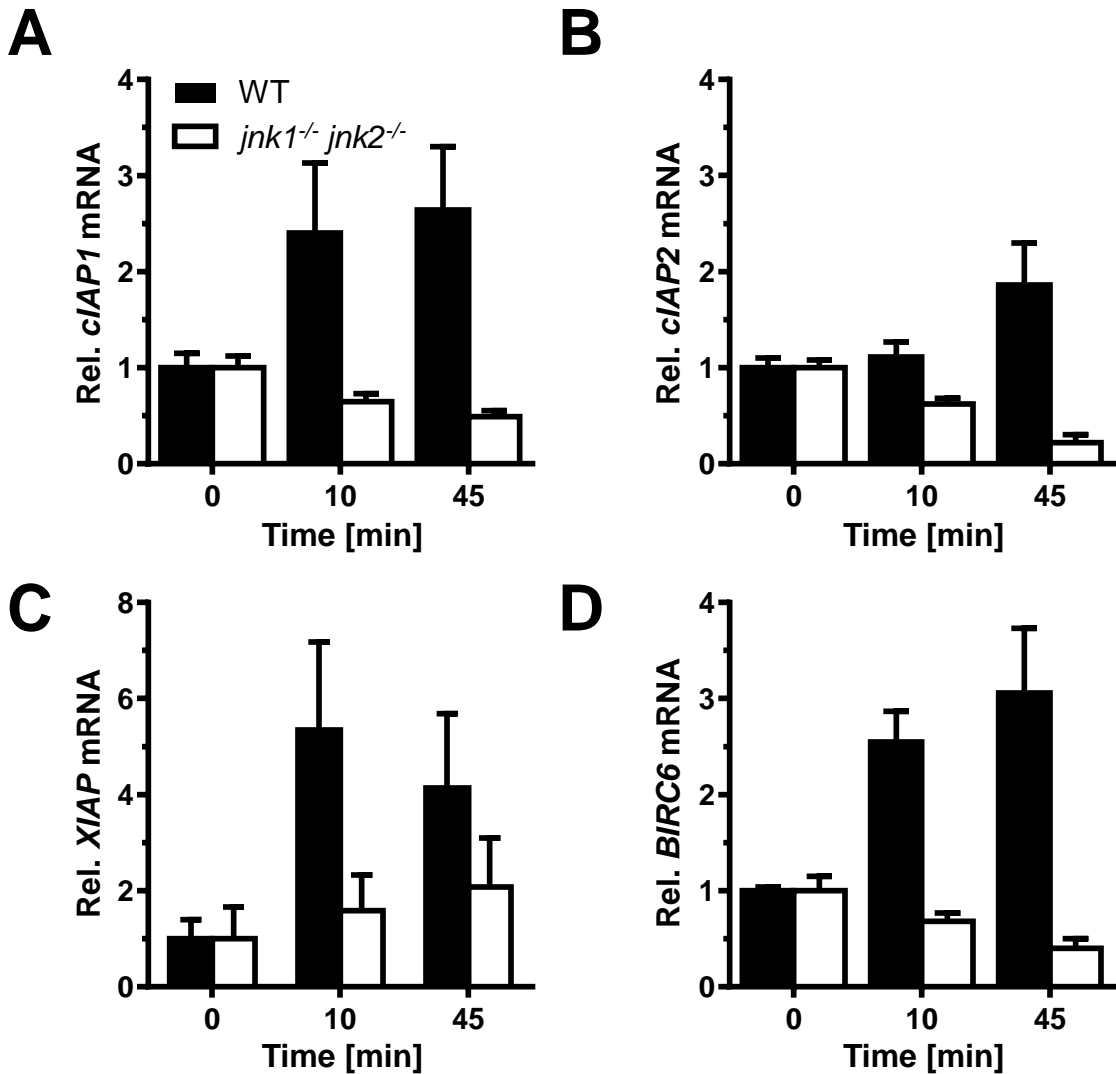 A
Rel. cIAP1 mRNA
4
3
2
1
0
WT
jnk1-/- jnk2-/-
0 10 45
Time [min]
B
Rel. cIAP2 mRNA
4
3
2
1
0
0 10 45
Time [min]
C
Rel. XIAP mRNA
8
6
4
2
0
0 10 45
Time [min]
D
Rel. BIRC6 mRNA
4
3
2
1
0
0 10 45
Time [min]